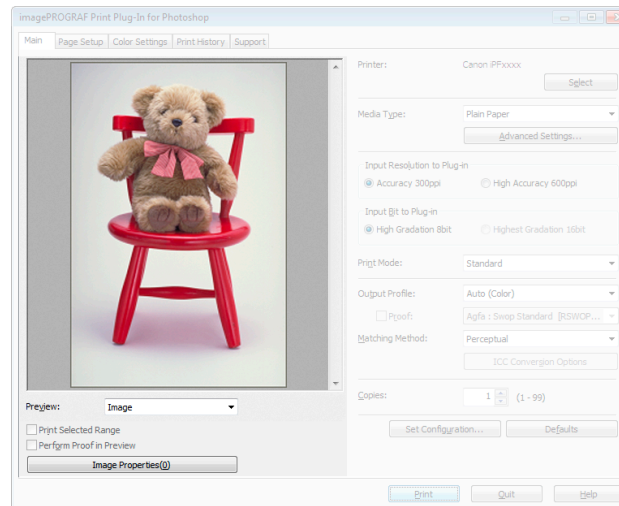 imagePROGRAF Print Plug-In for Photoshop
Main Page Setup Color Settings Print History Support
Printer: Canon iPFxxxx
Select
Media Type: Plain Paper
Advanced Settings...
Input Resolution to Plug-in
Accuracy 300ppi High Accuracy 600ppi
Input Bit to Plug-in
High Gradation 8bit Highest Gradation 16bit
Print Mode: Standard
Output Profile: Auto (Color)
Proof: Agfa : Swop Standard [RSWOP...
Matching Method: Perceptual
ICC Conversion Options
Copies: 1 (1 - 99)
Set Configuration... Defaults
Preview: Image
Print Selected Range
Perform Proof in Preview
Image Properties(0)
Print Quit Help